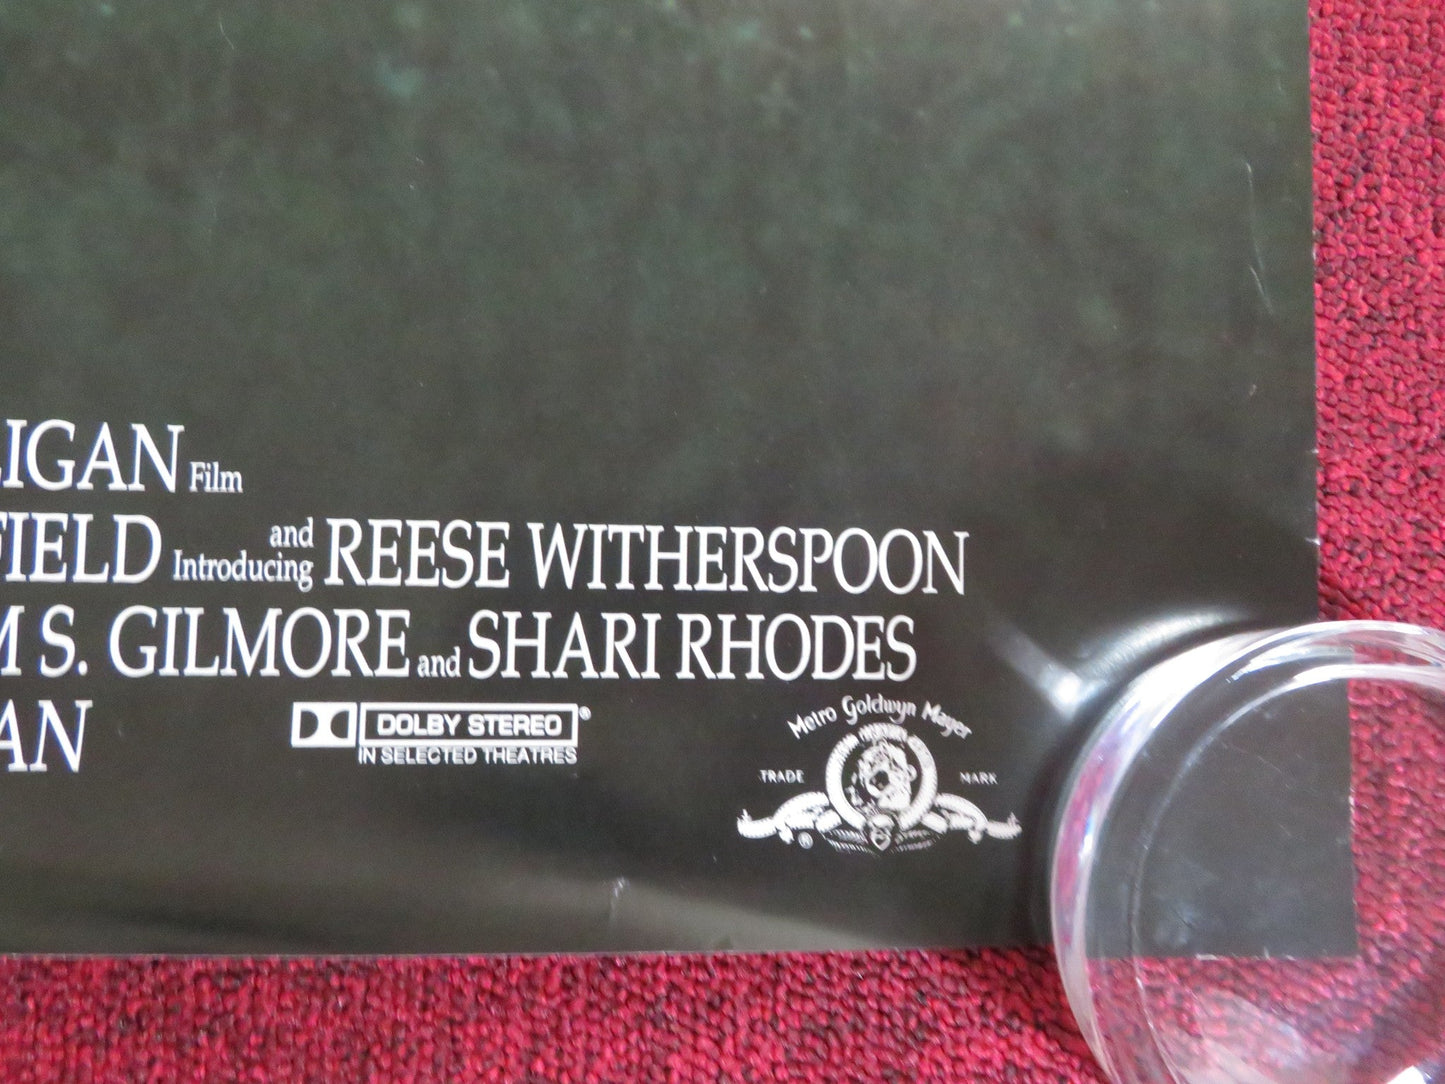 LIGAN Film
FIELD and Introducing REESE WITHERSPOON
M S. GILMORE and SHARI RHODES
AN
DOLBY STEREO ®
IN SELECTED THEATRES
Metro Goldwyn Mayer
TRADE MARK
®